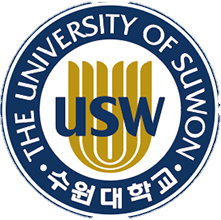 THE UNIVERSITY OF SUWON
USW
수원대학교